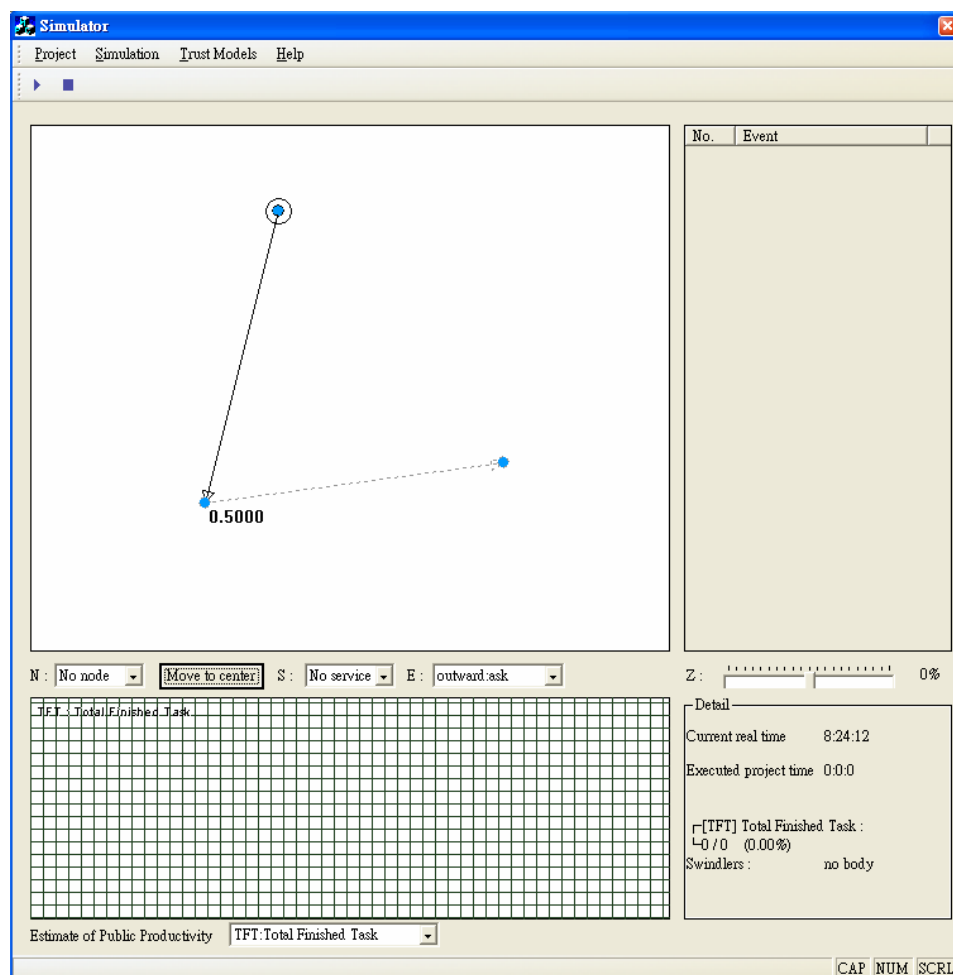 Simulator
Project Simulation Trust Models Help
No. Event
0.5000
N : No node Move to center S : No service E : outward:ask Z : 0%
TFT : Total Finished Task
Detail
Current real time 8:24:12
Executed project time 0:0:0
[TFT] Total Finished Task :
0 / 0 (0.00%)
Swindlers : no body
Estimate of Public Productivity TFT:Total Finished Task
CAP NUM SCRL